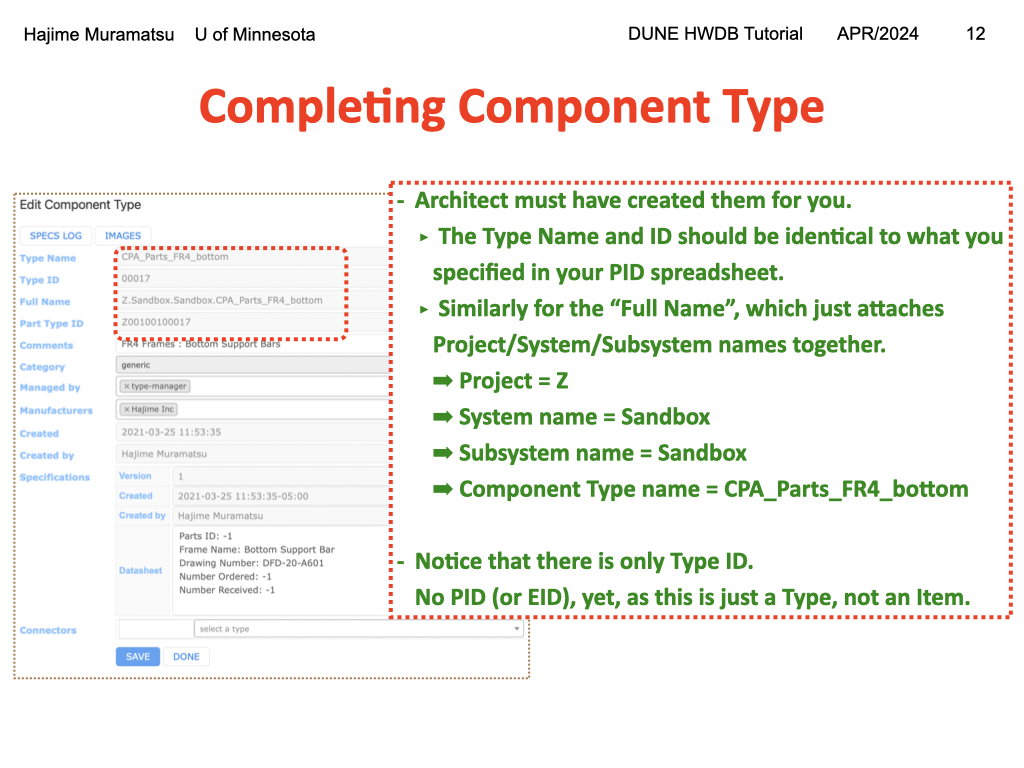 Hajime Muramatsu U of Minnesota DUNE HWDB Tutorial APR/2024 12
Completing Component Type
Edit Component Type
SPECS LOG IMAGES
Type Name CPA_Parts_FR4_bottom
Type ID 00017
Full Name Z.Sandbox.Sandbox.CPA_Parts_FR4_bottom
Part Type ID Z00100100017
Comments FR4 Frames : Bottom Support Bars
Category generic
Managed by × type-manager
Manufacturers × Hajime Inc
Created 2021-03-25 11:53:35
Created by Hajime Muramatsu
Specifications Version 1
Created 2021-03-25 11:53:35-05:00
Created by Hajime Muramatsu
Datasheet
Parts ID: -1
Frame Name: Bottom Support Bar
Drawing Number: DFD-20-A601
Number Ordered: -1
Number Received: -1
Connectors select a type
SAVE DONE
- Architect must have created them for you.
‣ The Type Name and ID should be identical to what you
specified in your PID spreadsheet.
‣ Similarly for the “Full Name”, which just attaches
Project/System/Subsystem names together.
➡ Project = Z
➡ System name = Sandbox
➡ Subsystem name = Sandbox
➡ Component Type name = CPA_Parts_FR4_bottom
- Notice that there is only Type ID.
No PID (or EID), yet, as this is just a Type, not an Item.